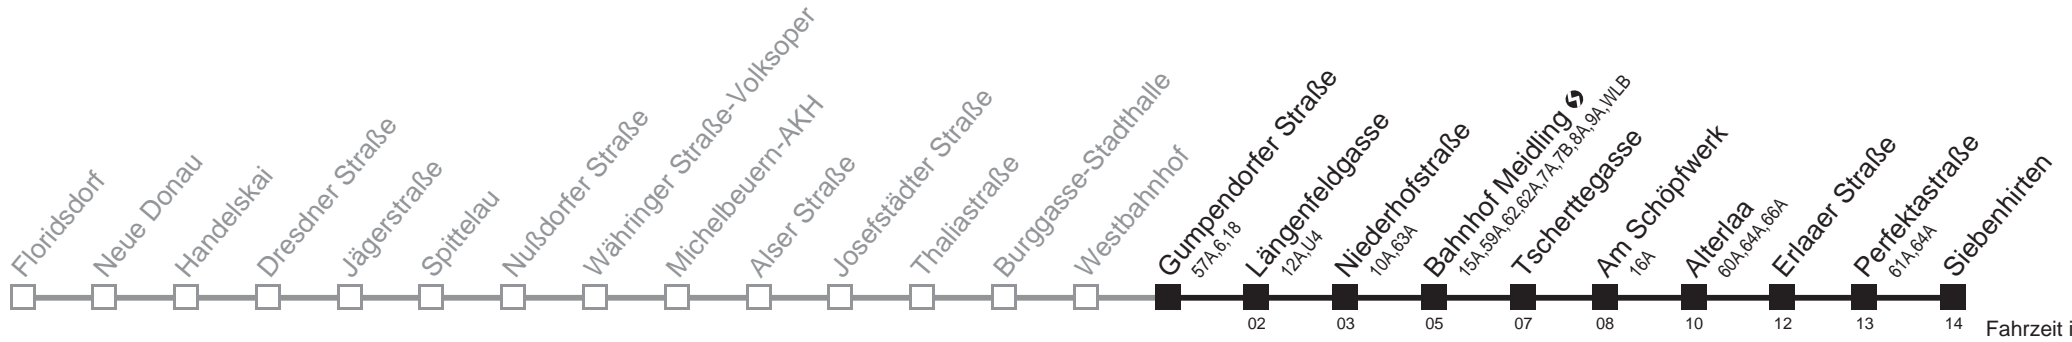 Floridsdorf
Neue Donau
Handelskai
Dresdner Straße
Jägerstraße
Spittelau
Nußdorfer Straße
Währinger Straße-Volksoper
Michelbeuern-AKH
Alser Straße
Josefstädter Straße
Thaliastraße
Burggasse-Stadthalle
Westbahnhof
Gumpendorfer Straße
57A,6,18
Längenfeldgasse
12A,U4
Niederhofstraße
10A,63A
Bahnhof Meidling
15A,59A,62,62A,7A,7B,8A,9A,WLB
Tscherttegasse
Am Schöpfwerk
16A
Alterlaa
60A,64A,66A
Erlaaer Straße
Perfektastraße
61A,64A
Siebenhirten
02 03 05 07 08 10 12 13 14
Fahrzeit i